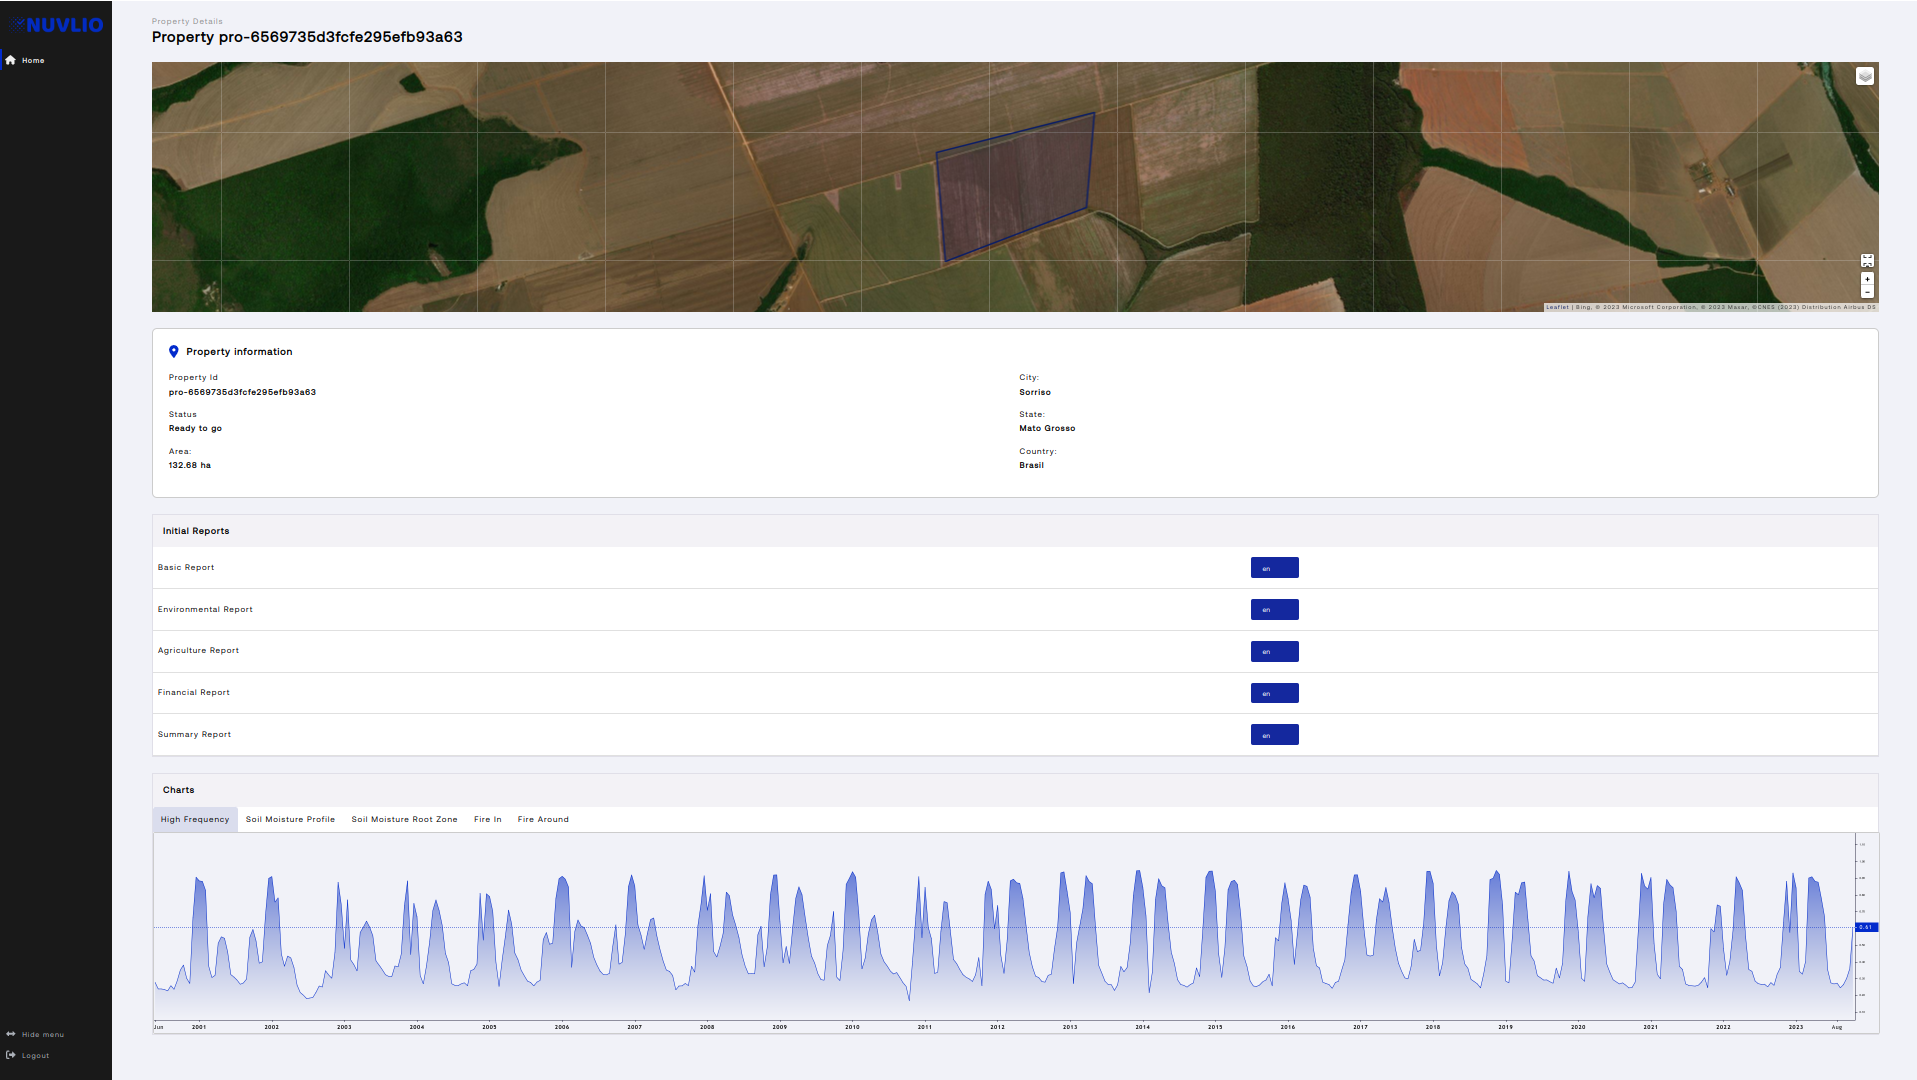 NUVLIO
Home
Property Details
Property pro-6569735d3fcfe295efb93a63
+
-
Leaflet | Bing, © 2023 Microsoft Corporation, © 2023 Maxar, ©CNES (2023) Distribution Airbus DS
Property information
Property Id
pro-6569735d3fcfe295efb93a63
Status
Ready to go
Area:
132.68 ha
City:
Sorriso
State:
Mato Grosso
Country:
Brasil
Initial Reports
Basic Report en
Environmental Report en
Agriculture Report en
Financial Report en
Summary Report en
Charts
High Frequency Soil Moisture Profile Soil Moisture Root Zone Fire In Fire Around
0.61
Jun 2001 2002 2003 2004 2005 2006 2007 2008 2009 2010 2011 2012 2013 2014 2015 2016 2017 2018 2019 2020 2021 2022 2023 Aug
Hide menu
Logout